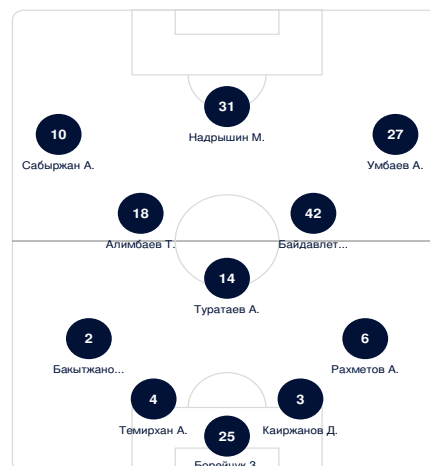 31
Надрышин М.
10
Сабыржан А.
27
Умбаев А.
18
Алимбаев Т.
42
Байдавлет...
14
Туратаев А.
2
Бакытжано...
6
Рахметов А.
4
Темирхан А.
3
Каиржанов Д.
25
Борейчук З.